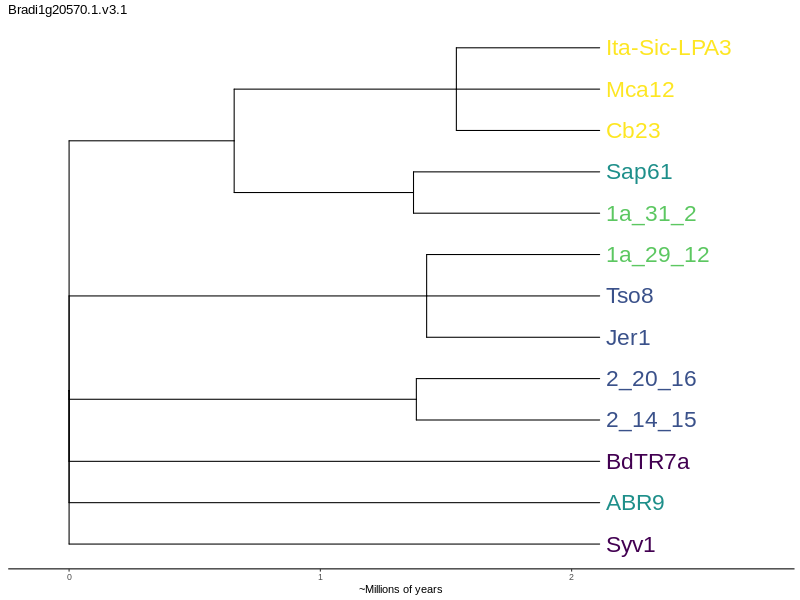 Bradi1g20570.1.v3.1
Ita-Sic-LPA3
Mca12
Cb23
Sap61
1a_31_2
1a_29_12
Tso8
Jer1
2_20_16
2_14_15
BdTR7a
ABR9
Syv1
0 1 2
~Millions of years